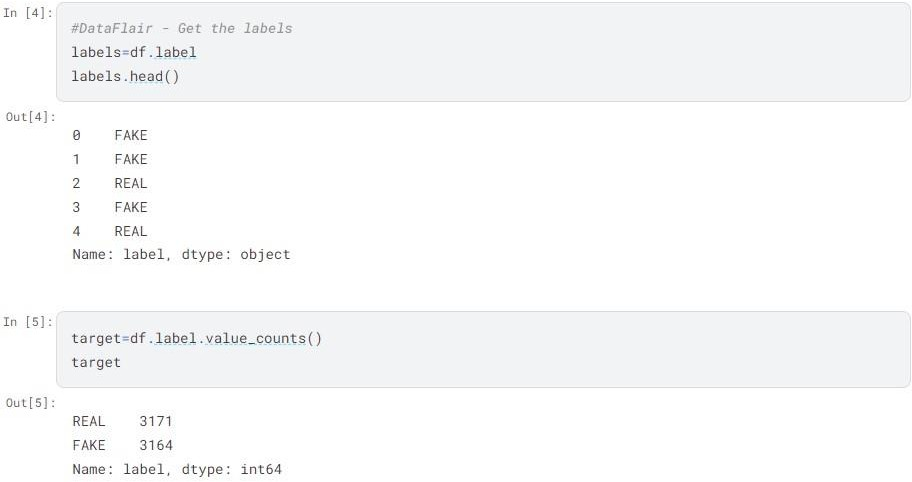 In [4]:
#DataFlair - Get the labels
labels=df.label
labels.head()
Out[4]:
0    FAKE
1    FAKE
2    REAL
3    FAKE
4    REAL
Name: label, dtype: object
In [5]:
target=df.label.value_counts()
target
Out[5]:
REAL    3171
FAKE    3164
Name: label, dtype: int64